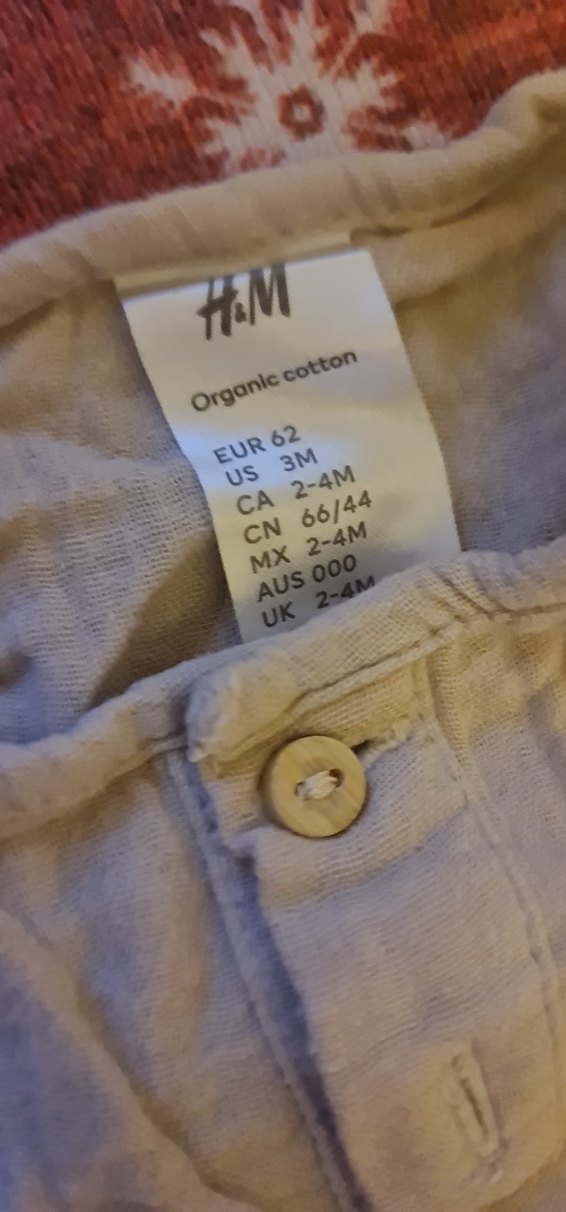 H&M
Organic cotton
EUR 62
US 3M
CA 2-4M
CN 66/44
MX 2-4M
AUS 000
UK 2-4M